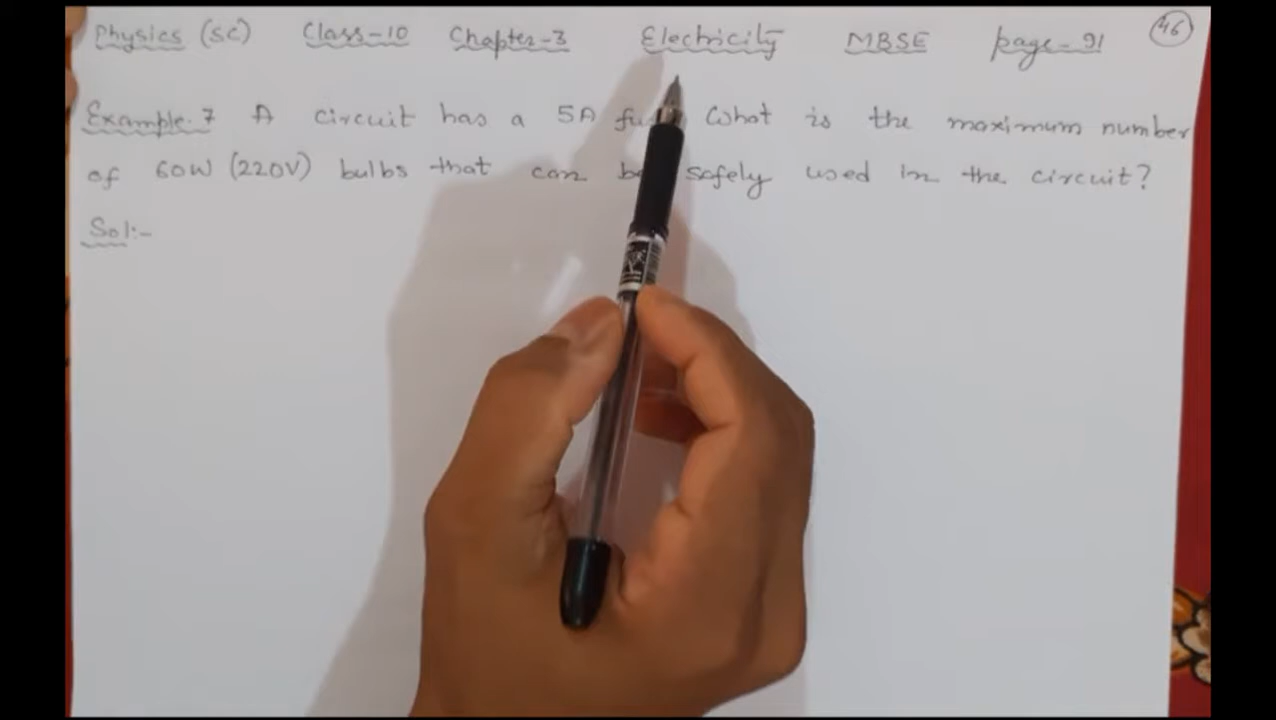 Physics (SC) Class-10 Chapter-3 Electricity MBSE page-91 46
Example.7 A circuit has a 5A What is the maximum number
of 60W (220V) bulbs that can be safely used in the circuit?
Sol:-